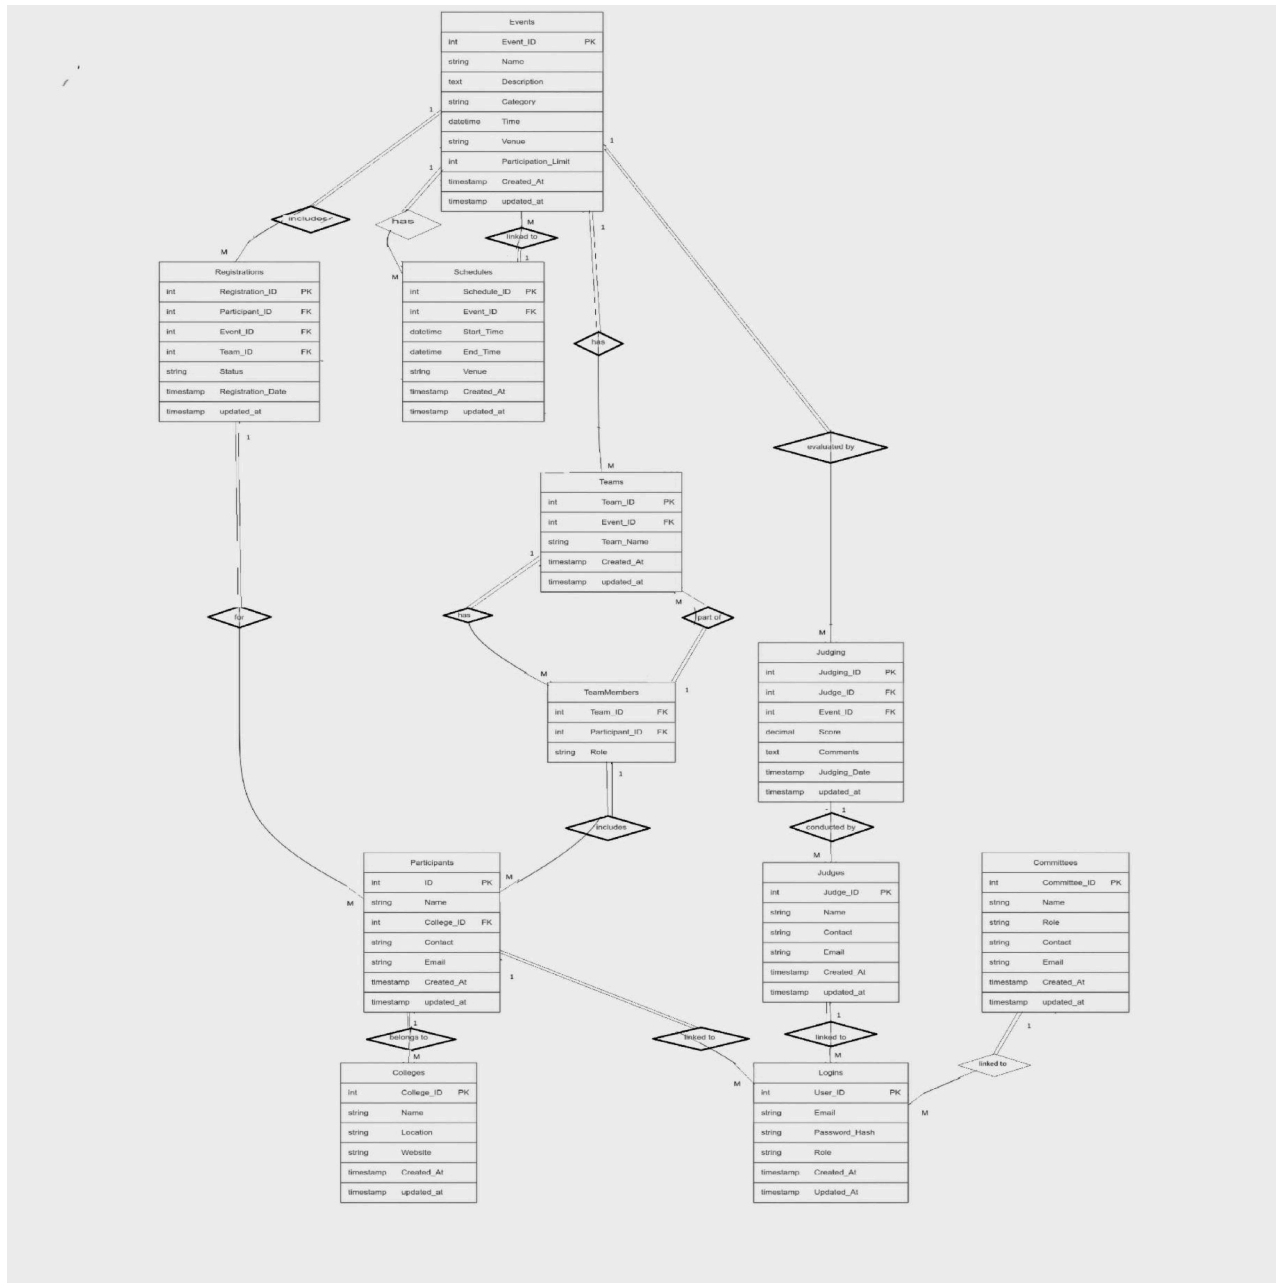 Events
int Event_ID PK
string Name
text Description
string Category
datetime Time
string Venue
int Participation_Limit
timestamp Created_At
timestamp updated_at
1
1
1
includes
has
M
linked to
1
1
M
M
Registrations
int Registration_ID PK
int Participant_ID FK
int Event_ID FK
int Team_ID FK
string Status
timestamp Registration_Date
timestamp updated_at
Schedules
int Schedule_ID PK
int Event_ID FK
datetime Start_Time
datetime End_Time
string Venue
timestamp Created_At
timestamp updated_at
has
1
evaluated by
M
Teams
int Team_ID PK
int Event_ID FK
string Team_Name
timestamp Created_At
timestamp updated_at
1
M
for
has
part of
M
M
1
TeamMembers
int Team_ID FK
int Participant_ID FK
string Role
Judging
int Judging_ID PK
int Judge_ID FK
int Event_ID FK
decimal Score
text Comments
timestamp Judging_Date
timestamp updated_at
1
includes
1
conducted by
M
M
M
Participants
int ID PK
string Name
int College_ID FK
string Contact
string Email
timestamp Created_At
timestamp updated_at
Judges
int Judge_ID PK
string Name
string Contact
string Email
timestamp Created_At
timestamp updated_at
Committees
int Committee_ID PK
string Name
string Role
string Contact
string Email
timestamp Created_At
timestamp updated_at
1
1
belongs to
M
linked to
1
linked to
M
1
linked to
M
M
Colleges
int College_ID PK
string Name
string Location
string Website
timestamp Created_At
timestamp updated_at
Logins
int User_ID PK
string Email
string Password_Hash
string Role
timestamp Created_At
timestamp Updated_At